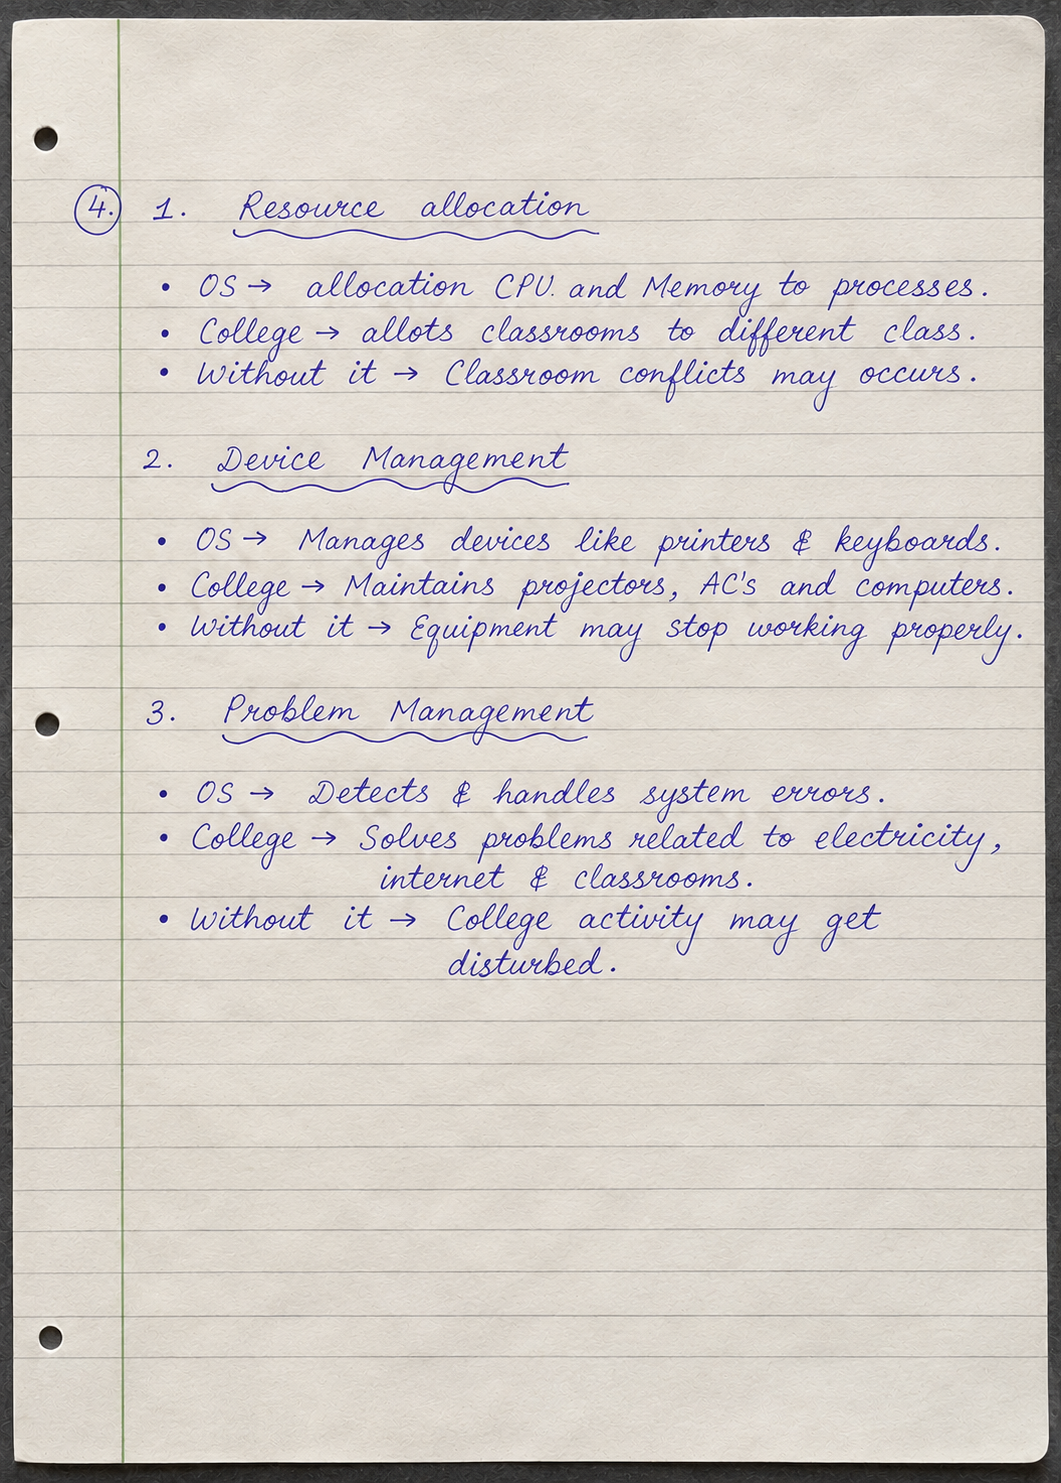 4. 1. Resource allocation
• OS → allocation CPU. and Memory to processes.
• College → allots classrooms to different class.
• Without it → Classroom conflicts may occurs.
2. Device Management
• OS → Manages devices like printers & keyboards.
• College → Maintains projectors, AC's and computers.
• Without it → Equipment may stop working properly.
3. Problem Management
• OS → Detects & handles system errors.
• College → Solves problems related to electricity,
internet & classrooms.
• Without it → College activity may get
disturbed.